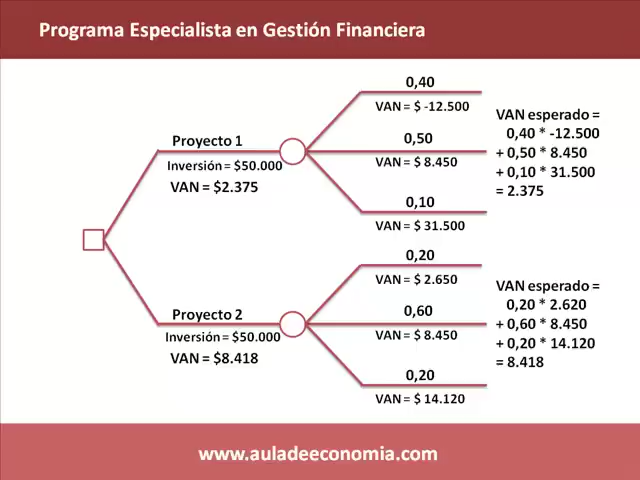 Programa Especialista en Gestión Financiera
0,40
VAN = $ -12.500
Proyecto 1
Inversión = $50.000
VAN = $2.375
0,50
VAN = $ 8.450
0,10
VAN = $ 31.500
VAN esperado =
0,40 * -12.500
+ 0,50 * 8.450
+ 0,10 * 31.500
= 2.375
0,20
VAN = $ 2.650
Proyecto 2
Inversión = $50.000
VAN = $8.418
0,60
VAN = $ 8.450
0,20
VAN = $ 14.120
VAN esperado =
0,20 * 2.620
+ 0,60 * 8.450
+ 0,20 * 14.120
= 8.418
www.auladeeconomia.com